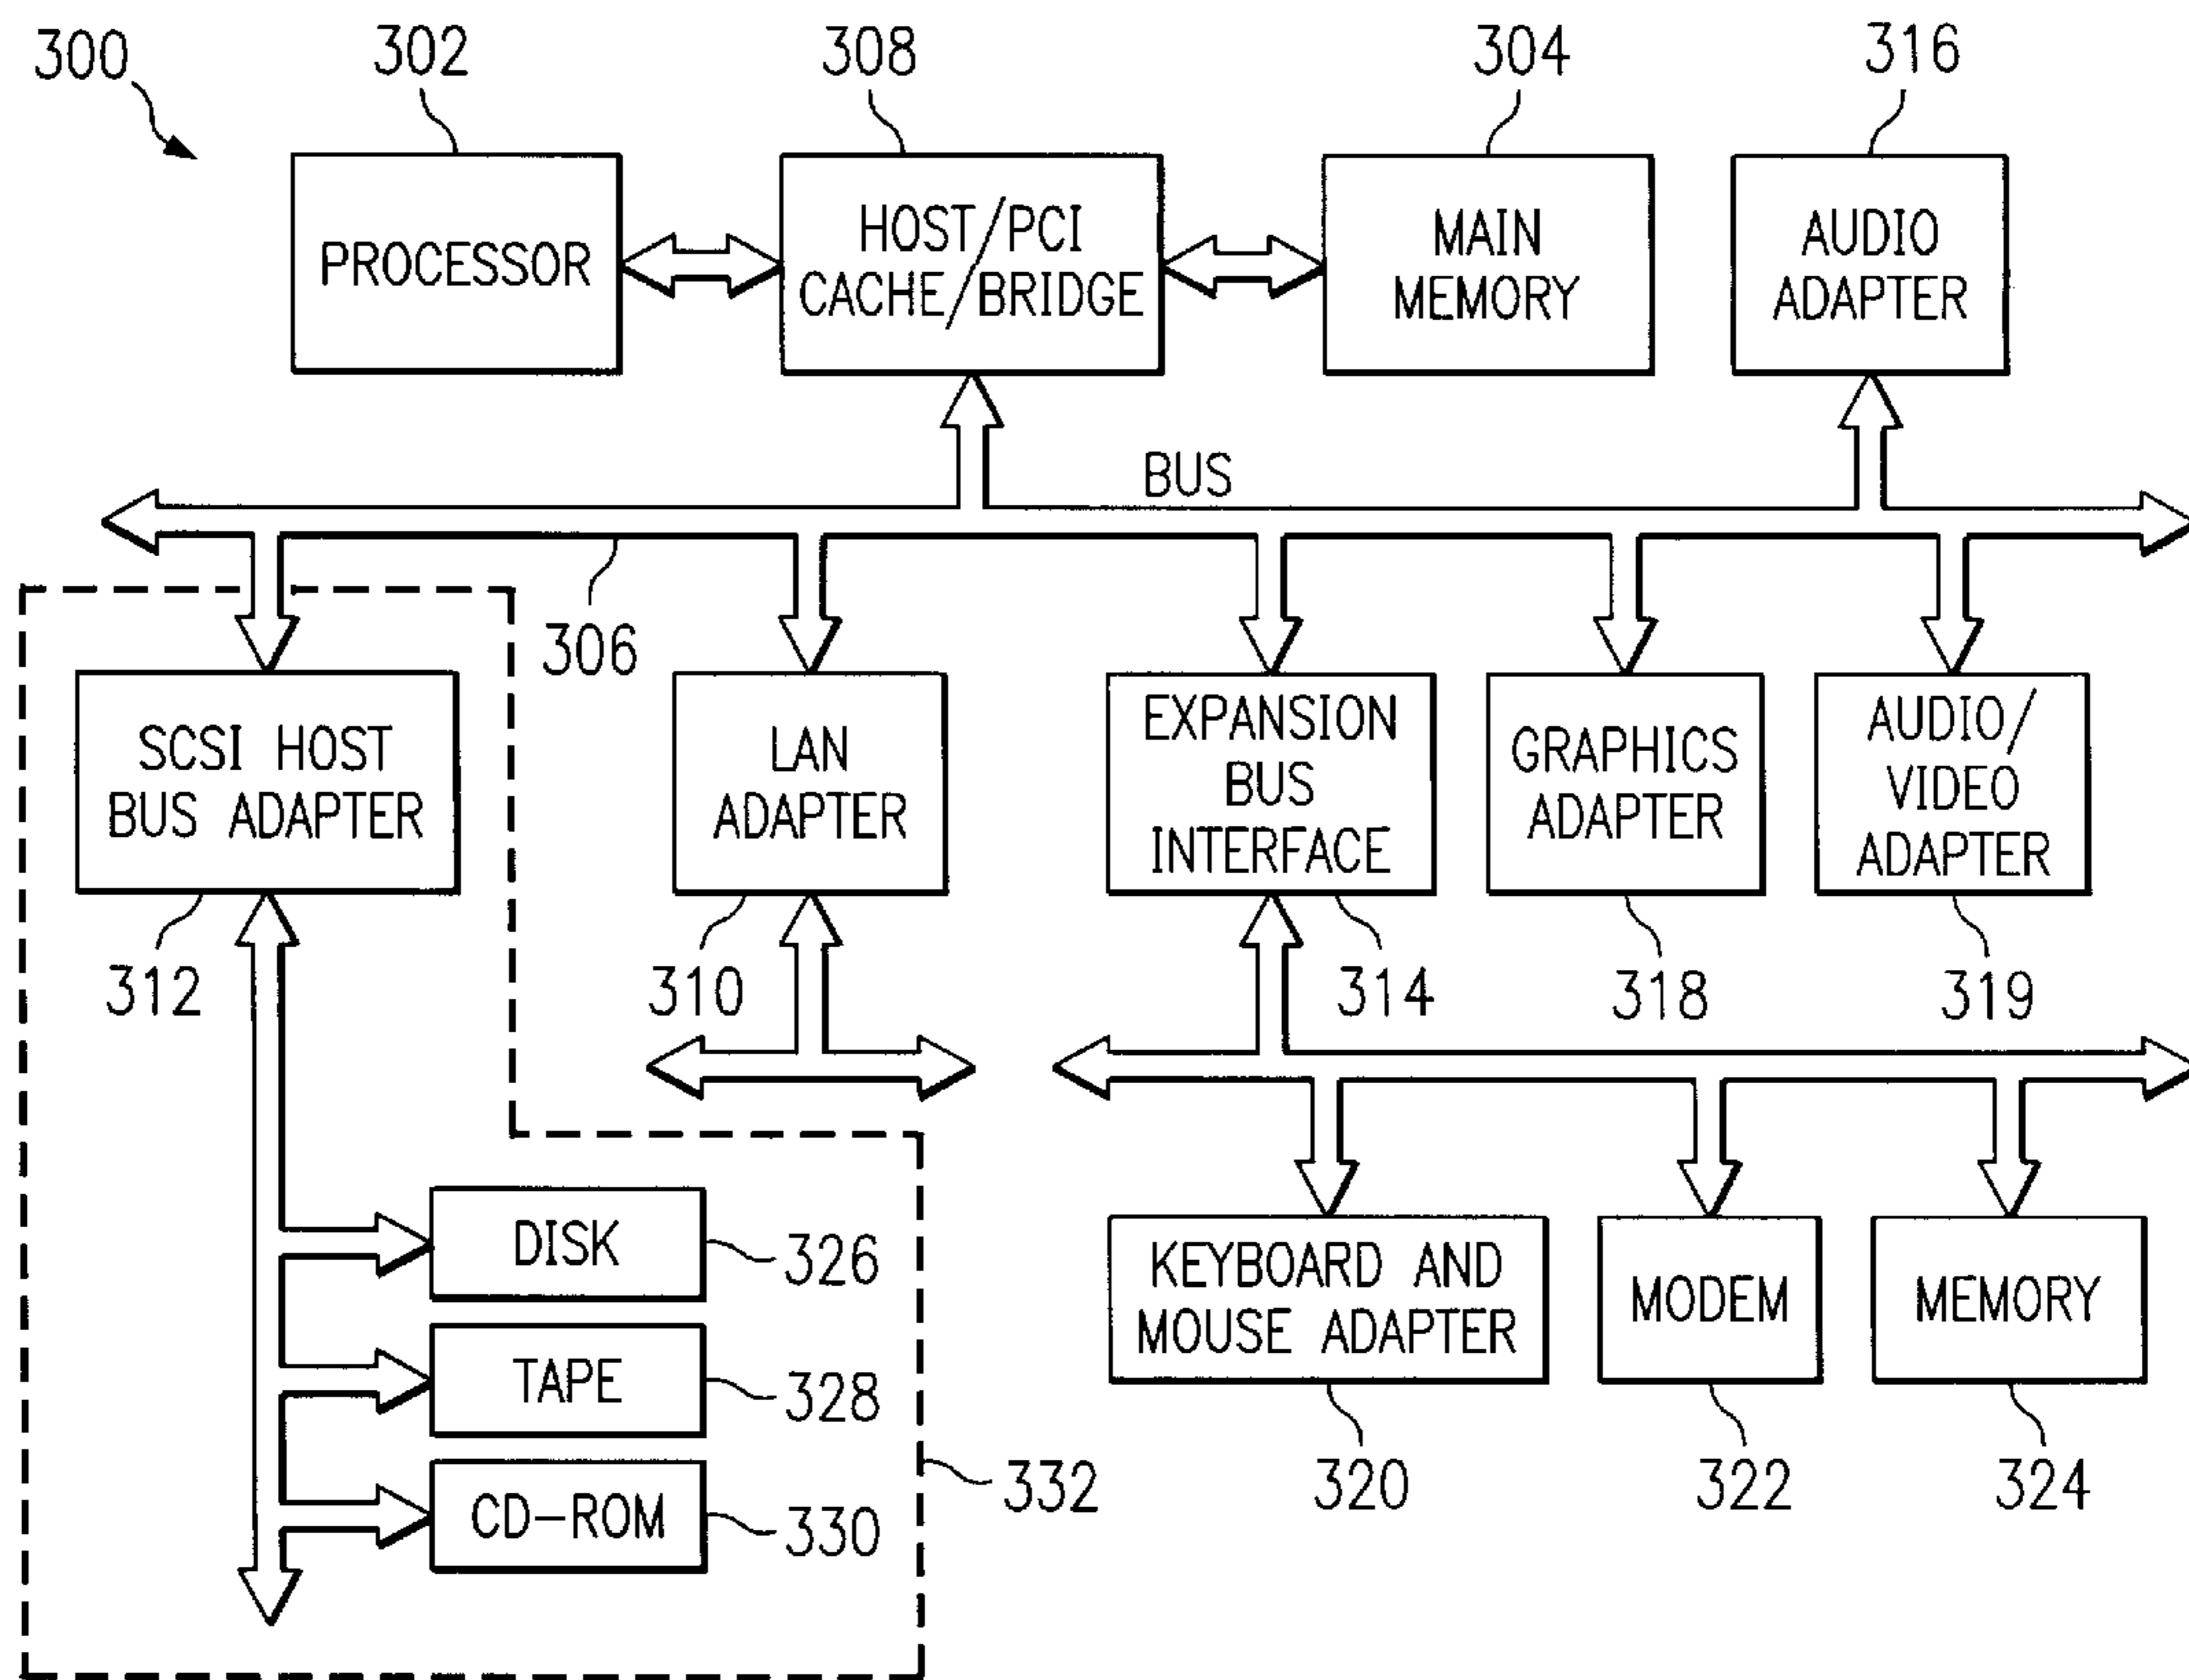 300
302
308
304
316
PROCESSOR
HOST/PCI
CACHE/BRIDGE
MAIN
MEMORY
AUDIO
ADAPTER
BUS
306
SCSI HOST
BUS ADAPTER
LAN
ADAPTER
EXPANSION
BUS
INTERFACE
GRAPHICS
ADAPTER
AUDIO/
VIDEO
ADAPTER
312
310
314
318
319
DISK
326
TAPE
328
CD-ROM
330
332
KEYBOARD AND
MOUSE ADAPTER
MODEM
MEMORY
320
322
324